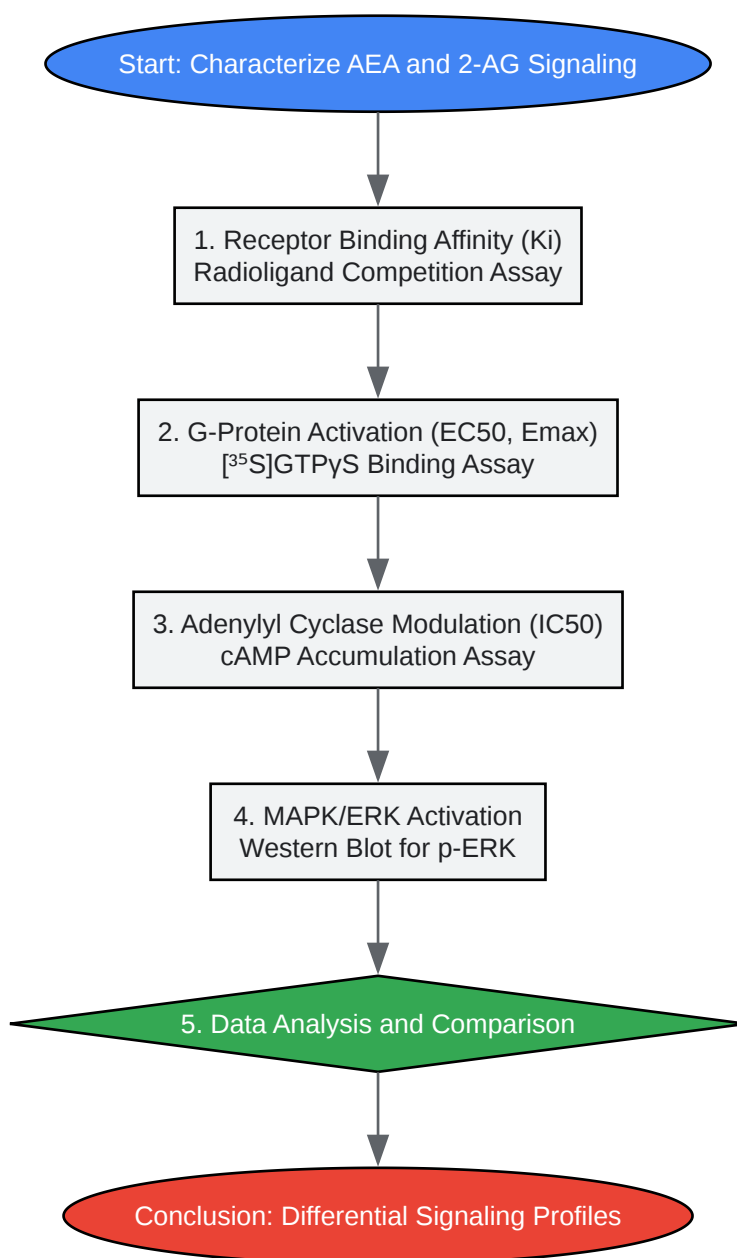 Start: Characterize AEA and 2-AG Signaling
1. Receptor Binding Affinity (Ki)
Radioligand Competition Assay
2. G-Protein Activation (EC50, Emax)
[³⁵S]GTPγS Binding Assay
3. Adenylyl Cyclase Modulation (IC50)
cAMP Accumulation Assay
4. MAPK/ERK Activation
Western Blot for p-ERK
5. Data Analysis and Comparison
Conclusion: Differential Signaling Profiles